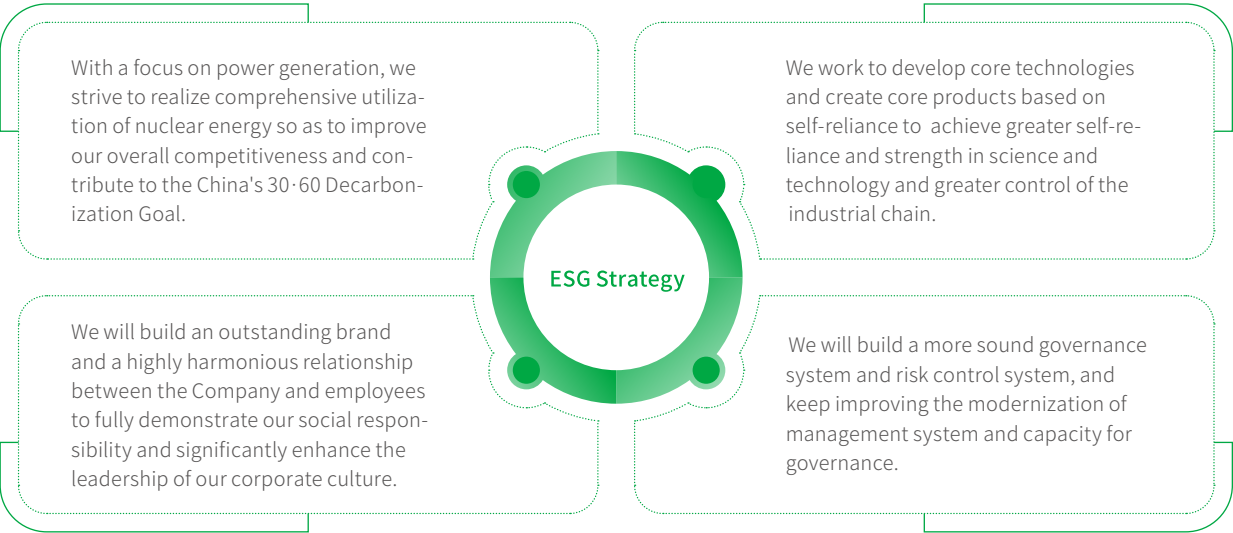 With a focus on power generation, we
strive to realize comprehensive utiliza-
tion of nuclear energy so as to improve
our overall competitiveness and con-
tribute to the China's 30·60 Decarbon-
ization Goal.
We work to develop core technologies
and create core products based on
self-reliance to achieve greater self-re-
liance and strength in science and
technology and greater control of the
industrial chain.
ESG Strategy
We will build an outstanding brand
and a highly harmonious relationship
between the Company and employees
to fully demonstrate our social respon-
sibility and significantly enhance the
leadership of our corporate culture.
We will build a more sound governance
system and risk control system, and
keep improving the modernization of
management system and capacity for
governance.